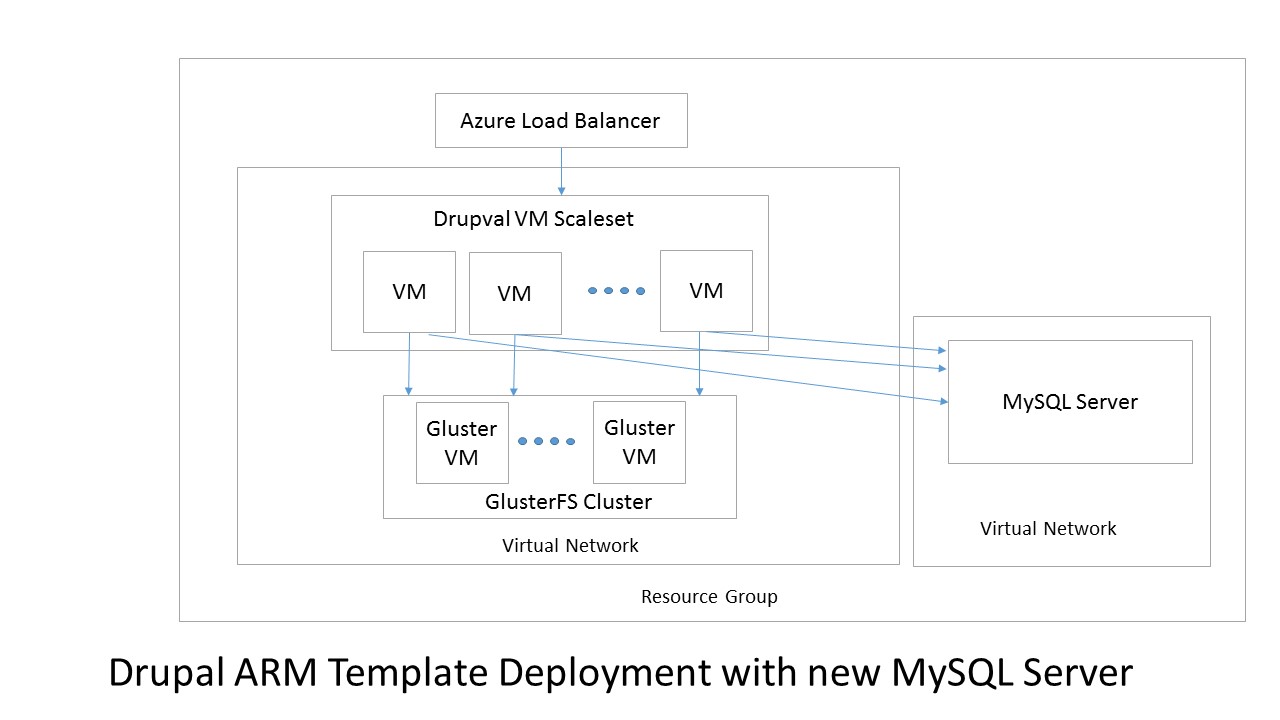 Azure Load Balancer
Drupval VM Scaleset
VM
VM
VM
MySQL Server
Gluster
VM
Gluster
VM
GlusterFS Cluster
Virtual Network
Virtual Network
Resource Group
Drupal ARM Template Deployment with new MySQL Server